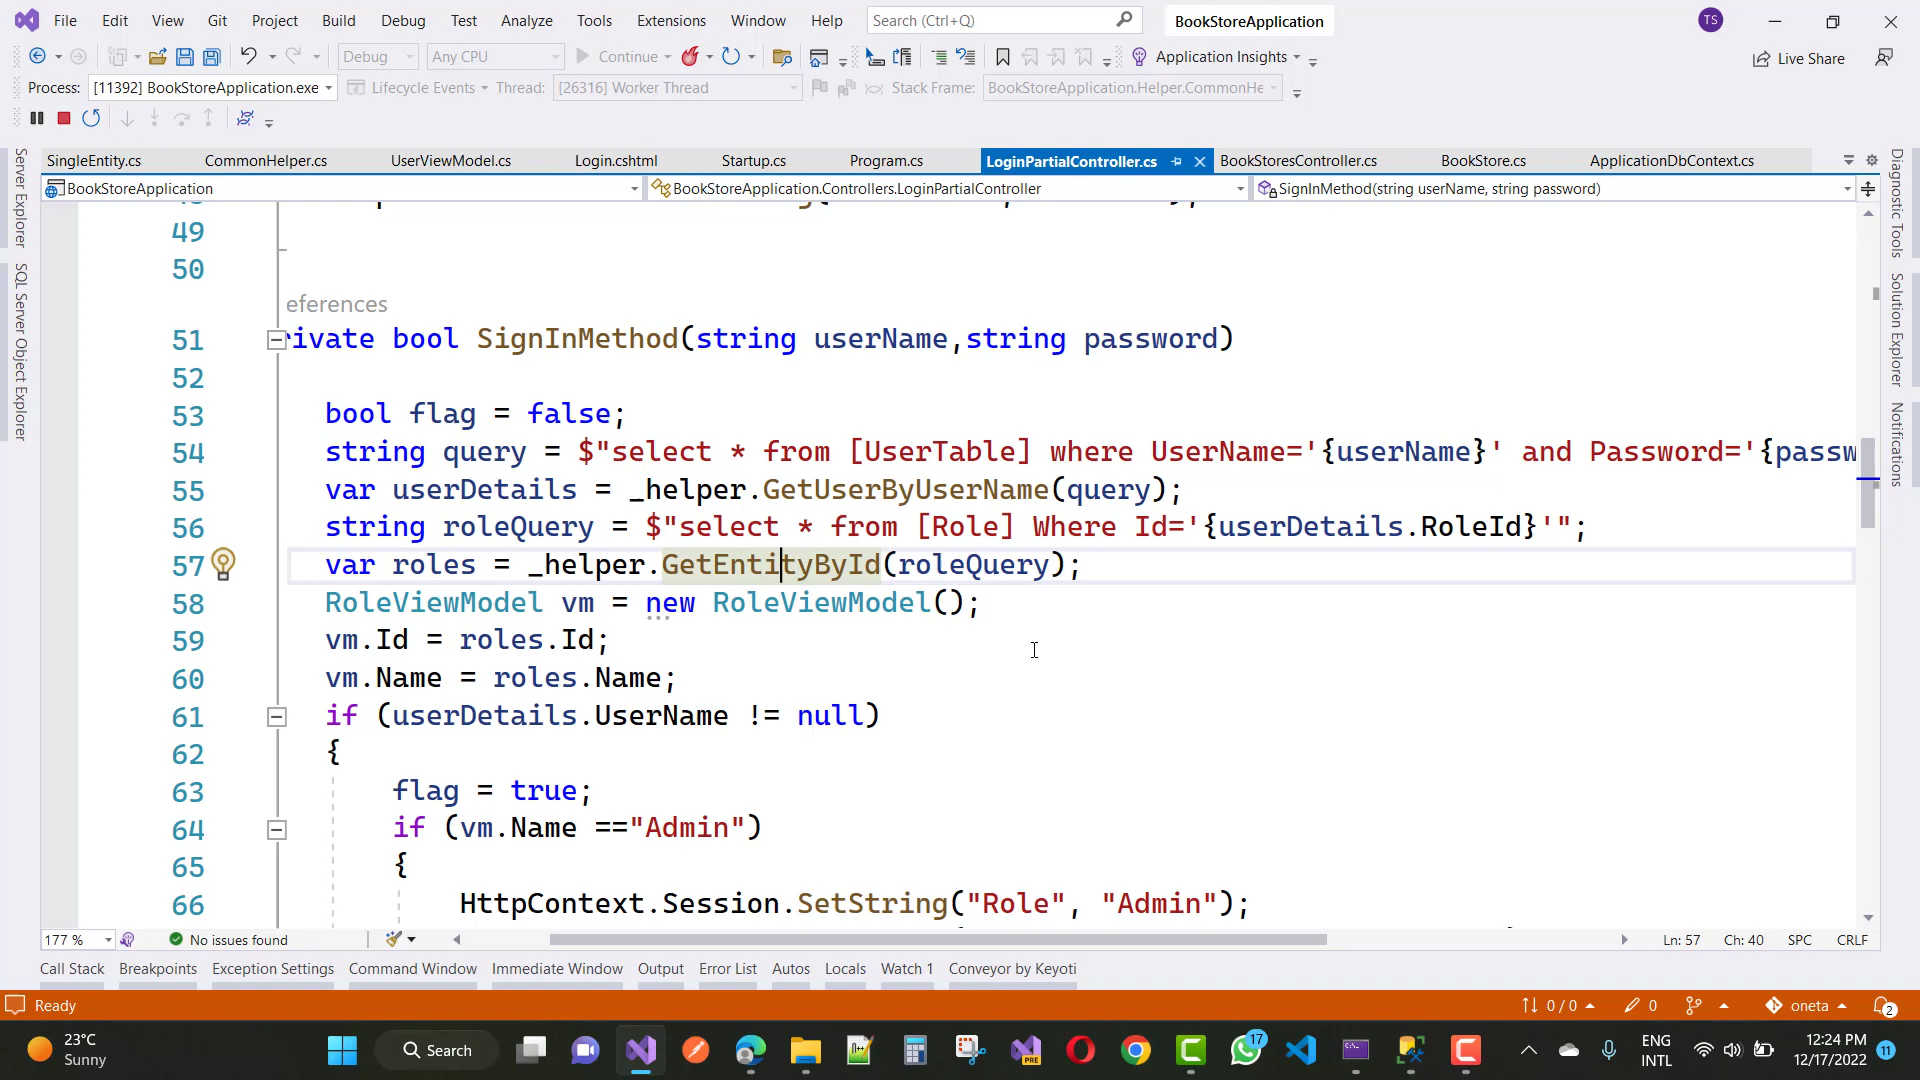 File Edit View Git Project Build Debug Test Analyze Tools Extensions Window Help Search (Ctrl+Q) BookStoreApplication TS
Debug Any CPU Continue Application Insights Live Share
Process: [11392] BookStoreApplication.exe Lifecycle Events Thread: [26316] Worker Thread Stack Frame: BookStoreApplication.Helper.CommonHe
SingleEntity.cs CommonHelper.cs UserViewModel.cs Login.cshtml Startup.cs Program.cs LoginPartialController.cs BookStoresController.cs BookStore.cs ApplicationDbContext.cs
BookStoreApplication BookStoreApplication.Controllers.LoginPartialController SignInMethod(string userName, string password)
Server Explorer
SQL Server Object Explorer
Diagnostic Tools
Solution Explorer
Notifications
49
50
eferences
51 rivate bool SignInMethod(string userName,string password)
52
53 bool flag = false;
54 string query = $"select * from [UserTable] where UserName='{userName}' and Password='{passw
55 var userDetails = _helper.GetUserByUserName(query);
56 string roleQuery = $"select * from [Role] Where Id='{userDetails.RoleId}'";
57 var roles = _helper.GetEntityById(roleQuery);
58 RoleViewModel vm = new RoleViewModel();
59 vm.Id = roles.Id;
60 vm.Name = roles.Name;
61 if (userDetails.UserName != null)
62 {
63 flag = true;
64 if (vm.Name =="Admin")
65 {
66 HttpContext.Session.SetString("Role", "Admin");
177 % No issues found Ln: 57 Ch: 40 SPC CRLF
Call Stack Breakpoints Exception Settings Command Window Immediate Window Output Error List Autos Locals Watch 1 Conveyor by Keyoti
Ready 0 / 0 0 oneta 2
23°C
Sunny
Search
PRE
17
ENG
INTL
12:24 PM
12/17/2022
11